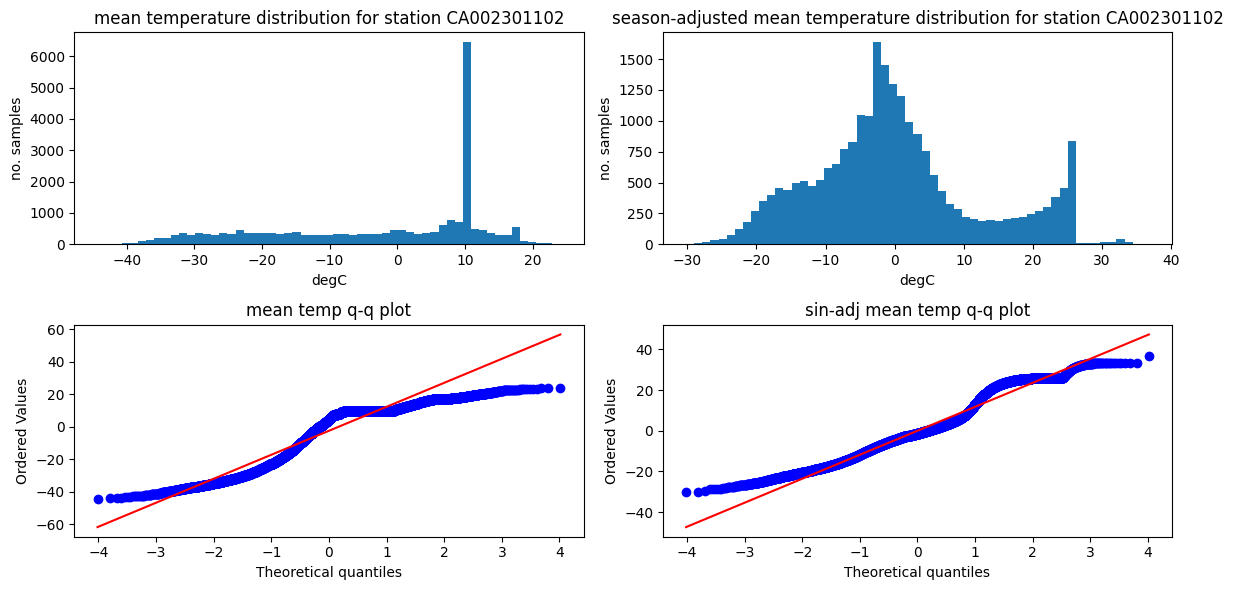 mean temperature distribution for station CA002301102
no. samples
6000
5000
4000
3000
2000
1000
0
−40 −30 −20 −10 0 10 20
degC
season-adjusted mean temperature distribution for station CA002301102
no. samples
1500
1250
1000
750
500
250
0
−30 −20 −10 0 10 20 30 40
degC
mean temp q-q plot
Ordered Values
60
40
20
0
−20
−40
−60
−4 −3 −2 −1 0 1 2 3 4
Theoretical quantiles
sin-adj mean temp q-q plot
Ordered Values
40
20
0
−20
−40
−4 −3 −2 −1 0 1 2 3 4
Theoretical quantiles